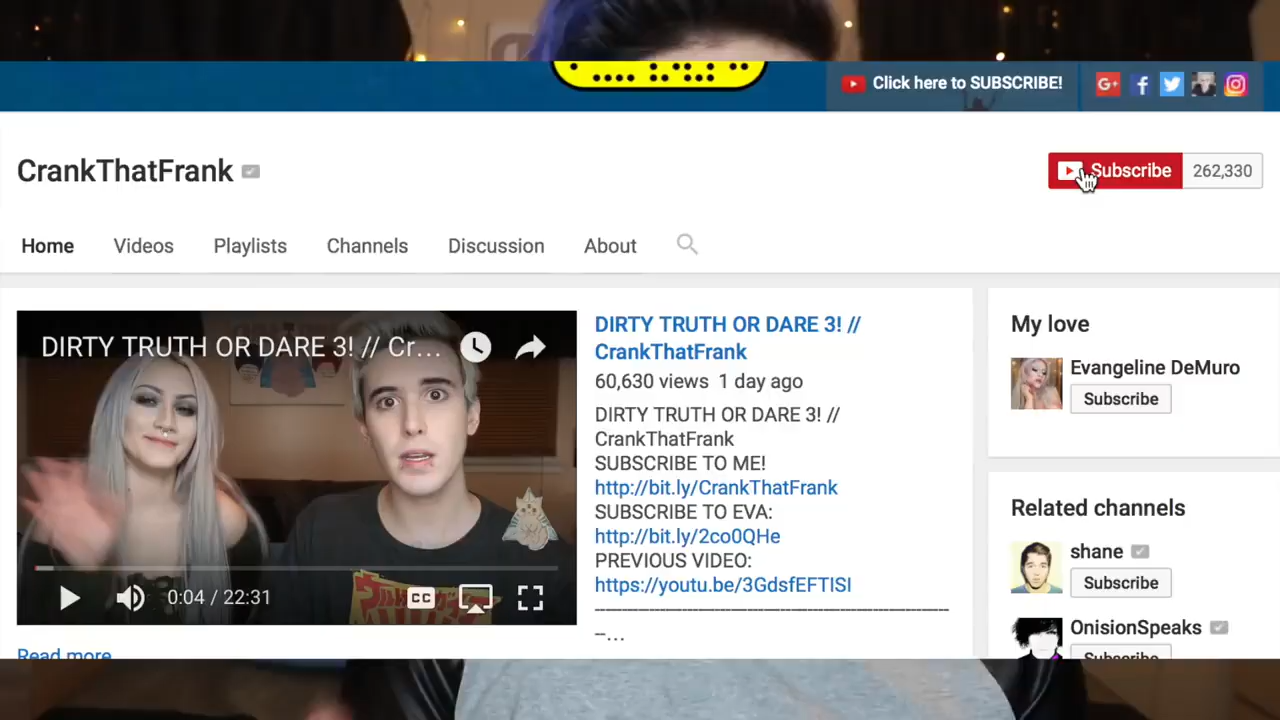 Click here to SUBSCRIBE!
CrankThatFrank
Subscribe 262,330
Home Videos Playlists Channels Discussion About
DIRTY TRUTH OR DARE 3! // Cr...
0:04 / 22:31
CC
Read more
DIRTY TRUTH OR DARE 3! //
CrankThatFrank
60,630 views 1 day ago
DIRTY TRUTH OR DARE 3! //
CrankThatFrank
SUBSCRIBE TO ME!
http://bit.ly/CrankThatFrank
SUBSCRIBE TO EVA:
http://bit.ly/2co0QHe
PREVIOUS VIDEO:
https://youtu.be/3GdsfEFTISI
--...
My love
Evangeline DeMuro
Subscribe
Related channels
shane
Subscribe
OnisionSpeaks
Subscribe